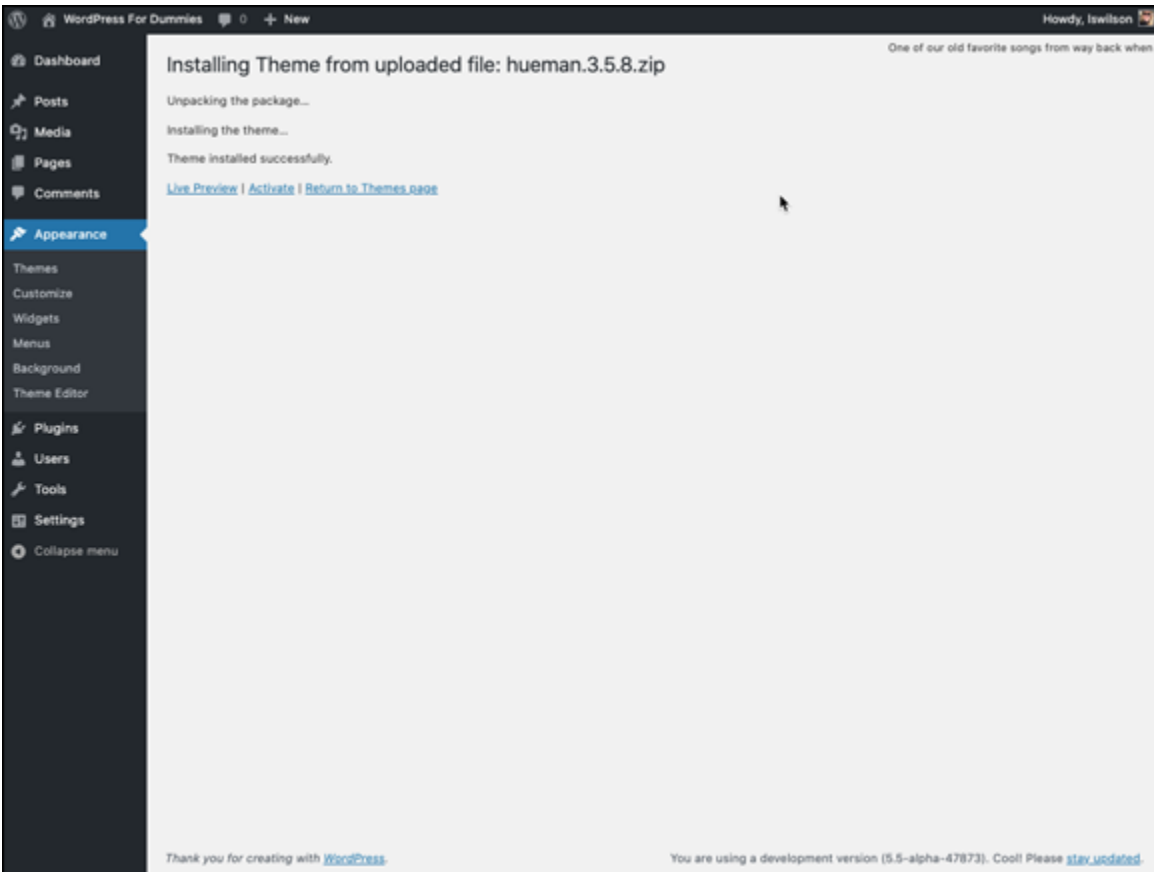 WordPress For Dummies 0 New Howdy, lswilson
One of our old favorite songs from way back when
Dashboard
Posts
Media
Pages
Comments
Appearance
Themes
Customize
Widgets
Menus
Background
Theme Editor
Plugins
Users
Tools
Settings
Collapse menu
Installing Theme from uploaded file: hueman.3.5.8.zip
Unpacking the package...
Installing the theme...
Theme installed successfully.
Live Preview | Activate | Return to Themes page
Thank you for creating with WordPress.
You are using a development version (5.5-alpha-47873). Cool! Please stay updated.